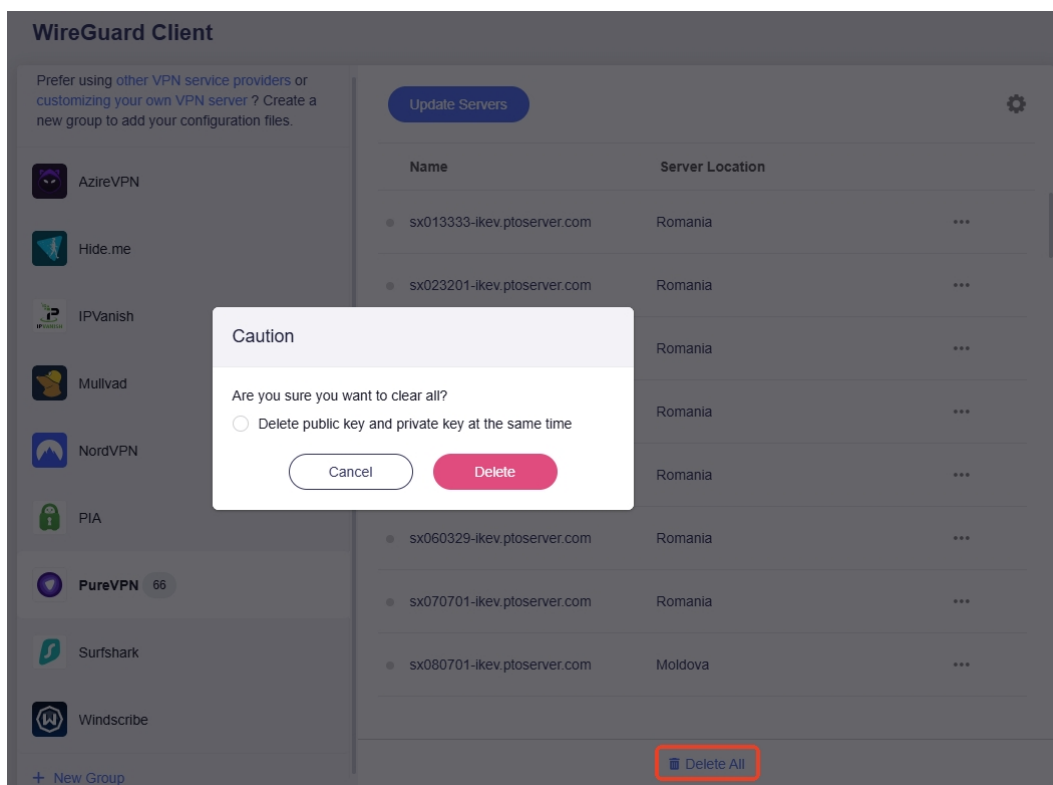 WireGuard Client
Prefer using other VPN service providers or
customizing your own VPN server ? Create a
new group to add your configuration files.
AzireVPN
Hide.me
IPVanish
Mullvad
NordVPN
PIA
PureVPN 66
Surfshark
Windscribe
+ New Group
Update Servers
Name Server Location
sx013333-ikev.ptoserver.com Romania
sx023201-ikev.ptoserver.com Romania
Romania
Romania
Romania
sx060329-ikev.ptoserver.com Romania
sx070701-ikev.ptoserver.com Romania
sx080701-ikev.ptoserver.com Moldova
Delete All
Caution
Are you sure you want to clear all?
Delete public key and private key at the same time
Cancel Delete